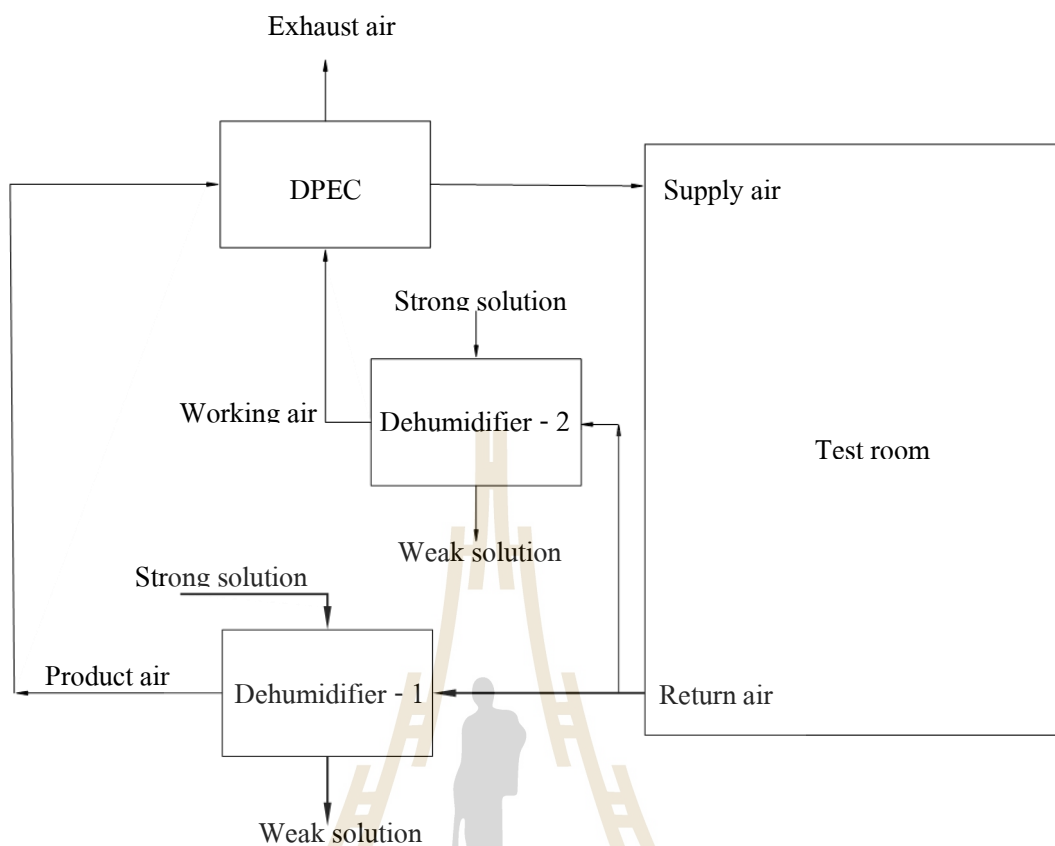 Exhaust air
DPEC
Supply air
Strong solution
Working air
Dehumidifier - 2
Test room
Weak solution
Strong solution
Product air
Dehumidifier - 1
Return air
Weak solution